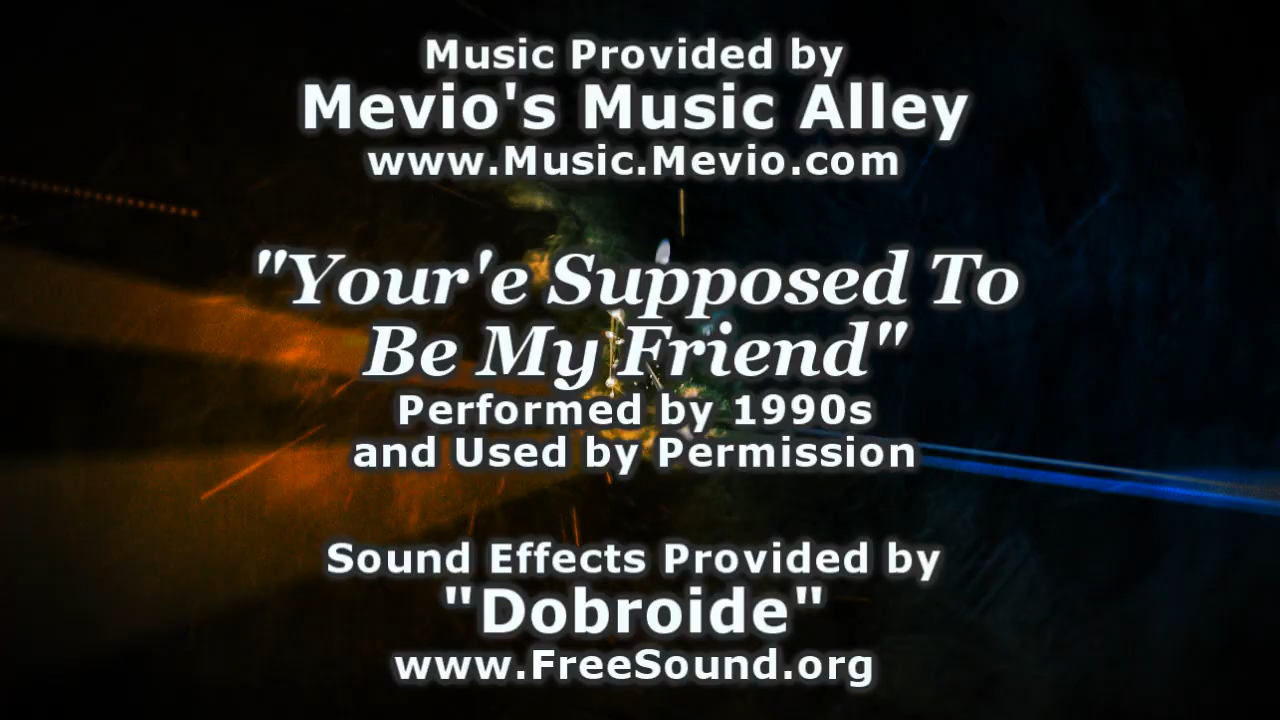 Music Provided by
Mevio's Music Alley
www.Music.Mevio.com
"Your'e Supposed To
Be My Friend"
Performed by 1990s
and Used by Permission
Sound Effects Provided by
"Dobroide"
www.FreeSound.org